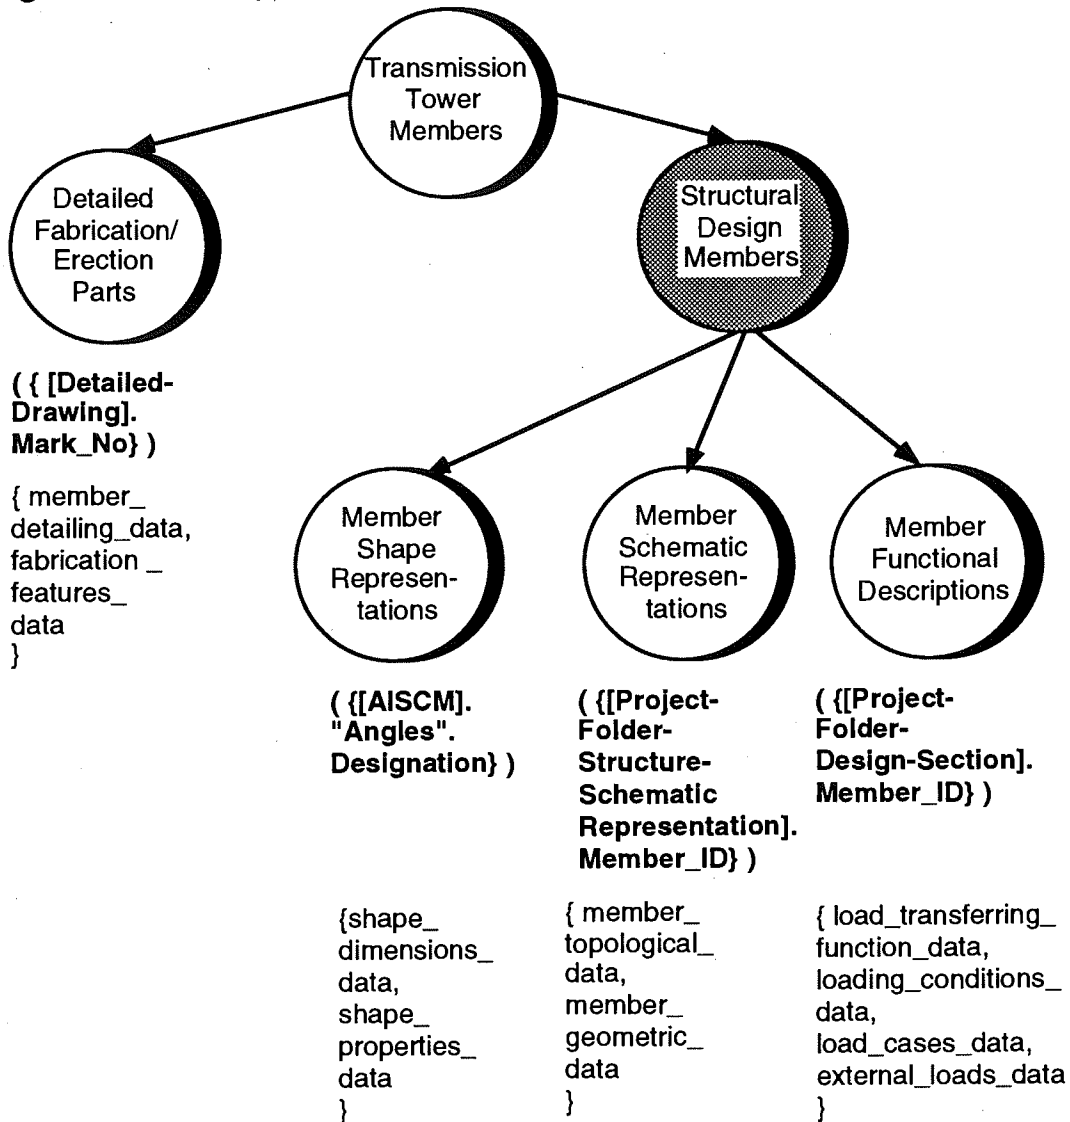 Transmission
Tower
Members
Detailed
Fabrication/
Erection
Parts
Structural
Design
Members
( { [Detailed-
Drawing].
Mark_No} )
{ member_
detailing_data,
fabrication _
features_
data
}
Member
Shape
Represen-
tations
Member
Schematic
Represen-
tations
Member
Functional
Descriptions
( {[AISCM].
"Angles".
Designation} )
( {[Project-
Folder-
Structure-
Schematic
Representation].
Member_ID} )
( {[Project-
Folder-
Design-Section].
Member_ID} )
{shape_
dimensions_
data,
shape_
properties_
data
}
{ member_
topological_
data,
member_
geometric_
data
}
{ load_transferring_
function_data,
loading_conditions_
data,
load_cases_data,
external_loads_data
}